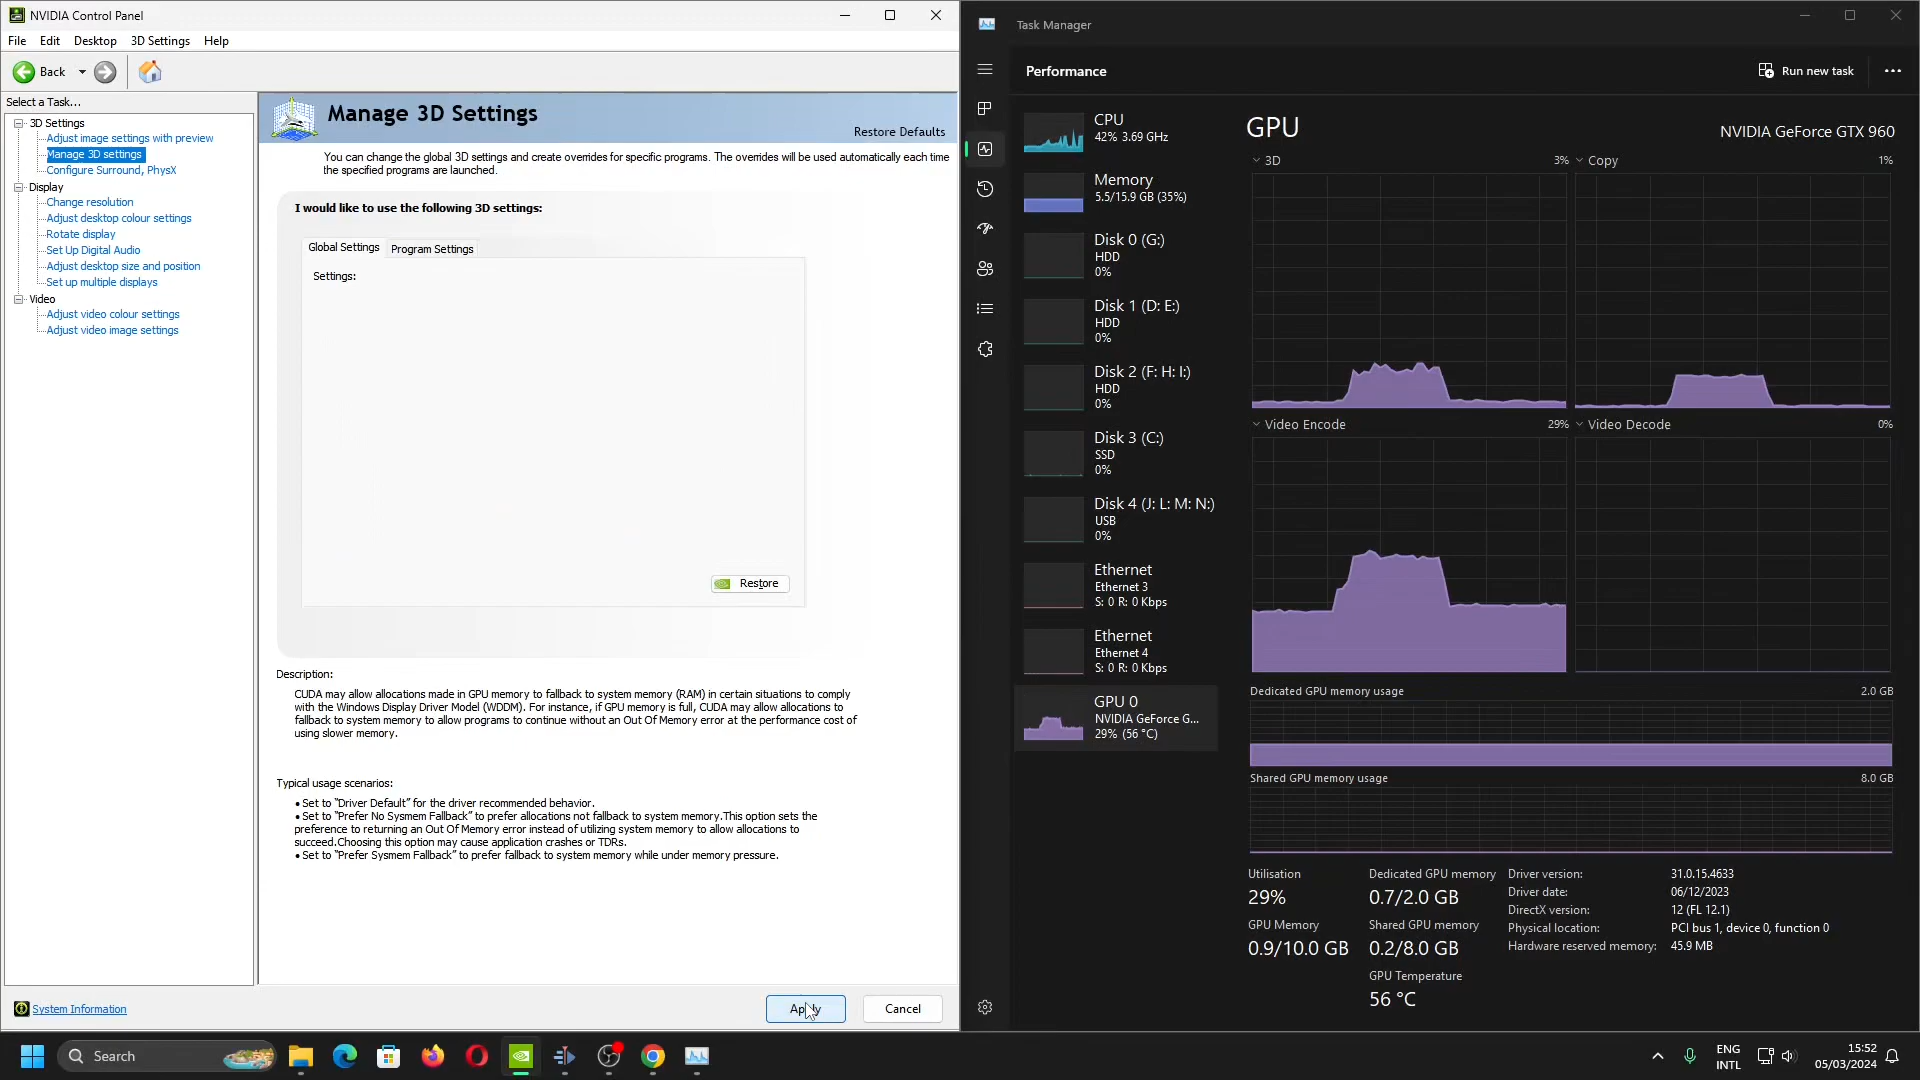 NVIDIA Control Panel
File Edit Desktop 3D Settings Help
Back
Select a Task...
3D Settings
Adjust image settings with preview
Manage 3D settings
Configure Surround, PhysX
Display
Change resolution
Adjust desktop colour settings
Rotate display
Set Up Digital Audio
Adjust desktop size and position
Set up multiple displays
Video
Adjust video colour settings
Adjust video image settings
System Information
Manage 3D Settings
Restore Defaults
You can change the global 3D settings and create overrides for specific programs. The overrides will be used automatically each time
the specified programs are launched.
I would like to use the following 3D settings:
Global Settings Program Settings
Settings:
Restore
Description:
CUDA may allow allocations made in GPU memory to fallback to system memory (RAM) in certain situations to comply
with the Windows Display Driver Model (WDDM). For instance, if GPU memory is full, CUDA may allow allocations to
fallback to system memory to allow programs to continue without an Out Of Memory error at the performance cost of
using slower memory.
Typical usage scenarios:
• Set to "Driver Default" for the driver recommended behavior.
• Set to "Prefer No Sysmem Fallback" to prefer allocations not fallback to system memory.This option sets the
preference to returning an Out Of Memory error instead of utilizing system memory to allow allocations to
succeed.Choosing this option may cause application crashes or TDRs.
• Set to "Prefer Sysmem Fallback" to prefer fallback to system memory while under memory pressure.
Apply Cancel
Task Manager
Performance
Run new task
CPU
42% 3.69 GHz
Memory
5.5/15.9 GB (35%)
Disk 0 (G:)
HDD
0%
Disk 1 (D: E:)
HDD
0%
Disk 2 (F: H: I:)
HDD
0%
Disk 3 (C:)
SSD
0%
Disk 4 (J: L: M: N:)
USB
0%
Ethernet
Ethernet 3
S: 0 R: 0 Kbps
Ethernet
Ethernet 4
S: 0 R: 0 Kbps
GPU 0
NVIDIA GeForce G...
29% (56 °C)
GPU
NVIDIA GeForce GTX 960
3D 3%
Copy 1%
Video Encode 29%
Video Decode 0%
Dedicated GPU memory usage 2.0 GB
Shared GPU memory usage 8.0 GB
Utilisation
29%
Dedicated GPU memory
0.7/2.0 GB
GPU Memory
0.9/10.0 GB
Shared GPU memory
0.2/8.0 GB
GPU Temperature
56 °C
Driver version: 31.0.15.4633
Driver date: 06/12/2023
DirectX version: 12 (FL 12.1)
Physical location: PCI bus 1, device 0, function 0
Hardware reserved memory: 45.9 MB
Search
ENG
INTL
15:52
05/03/2024